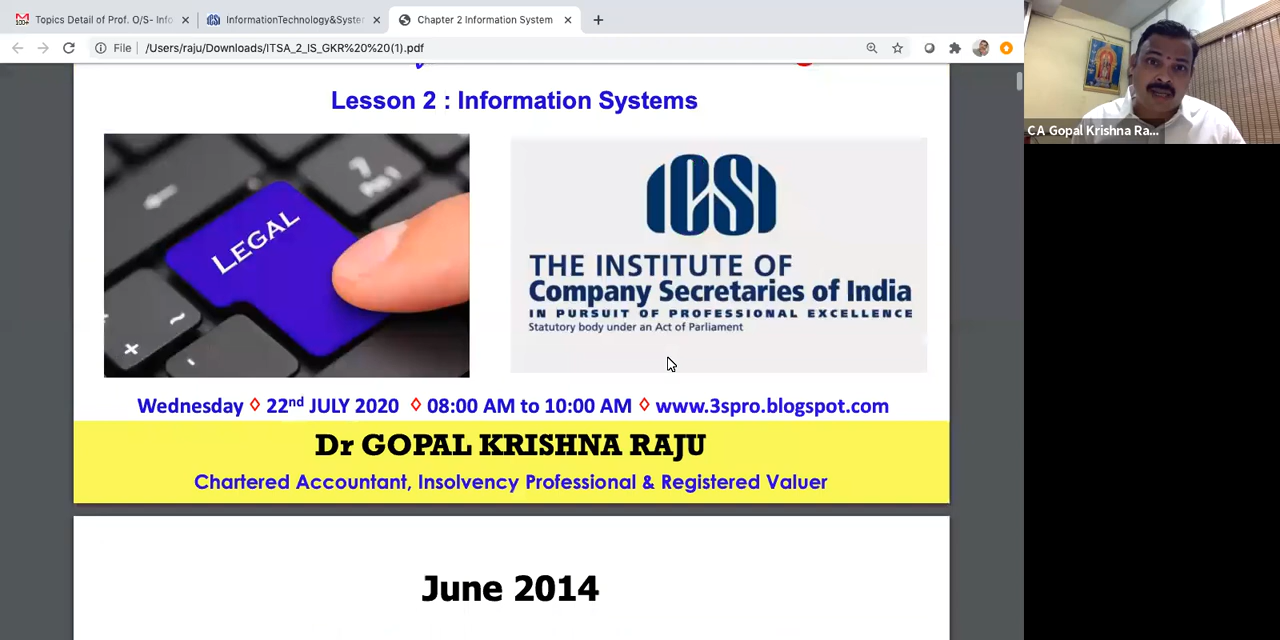 Topics Detail of Prof. O/S- Info
InformationTechnology&Syster
Chapter 2 Information System
File
/Users/raju/Downloads/ITSA_2_IS_GKR%20%20(1).pdf
Lesson 2 : Information Systems
LEGAL
ICSI
THE INSTITUTE OF
Company Secretaries of India
IN PURSUIT OF PROFESSIONAL EXCELLENCE
Statutory body under an Act of Parliament
Wednesday ◊ 22nd JULY 2020 ◊ 08:00 AM to 10:00 AM ◊ www.3spro.blogspot.com
Dr GOPAL KRISHNA RAJU
Chartered Accountant, Insolvency Professional & Registered Valuer
June 2014
CA Gopal Krishna Ra...